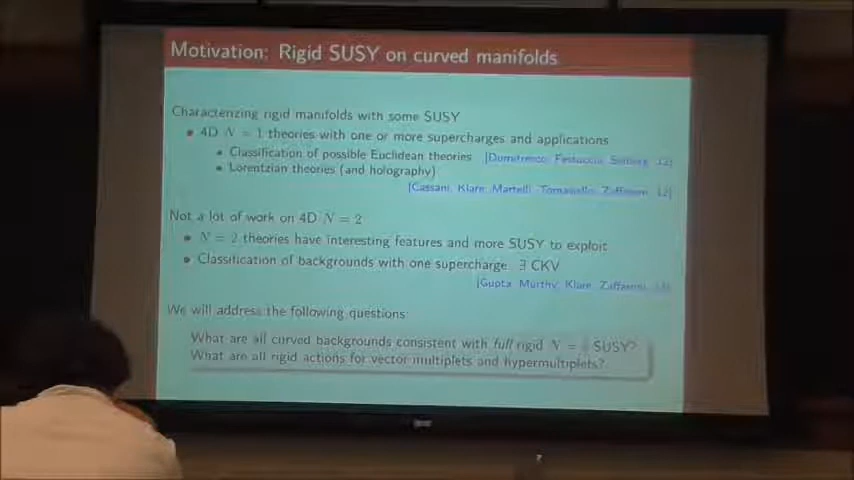 Motivation: Rigid SUSY on curved manifolds
Characterizing rigid manifolds with some SUSY
• 4D N = 1 theories with one or more supercharges and applications
• Classification of possible Euclidean theories [Dumitrescu, Festuccia, Seiberg, 12]
• Lorentzian theories (and holography)
[Cassani, Klare, Martelli, Tomasiello, Zaffaroni, 12]
Not a lot of work on 4D N = 2
• N = 2 theories have interesting features and more SUSY to exploit
• Classification of backgrounds with one supercharge: ∃ CKV
[Gupta, Murthy, Klare, Zaffaroni,
We will address the following questions:
What are all curved backgrounds consistent with full rigid N = SUSY?
What are all rigid actions for vector multiplets and hypermultiplets?